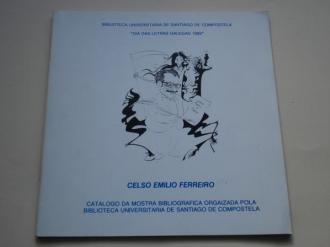 BIBLIOTECA UNIVERSITARIA DE SANTIAGO DE COMPOSTELA
"DIA DAS LETRAS GALEGAS 1989"
CELSO EMILIO FERREIRO
CATALOGO DA MOSTRA BIBLIOGRAFICA ORGAIZADA POLA
BIBLIOTECA UNIVERSITARIA DE SANTIAGO DE COMPOSTELA